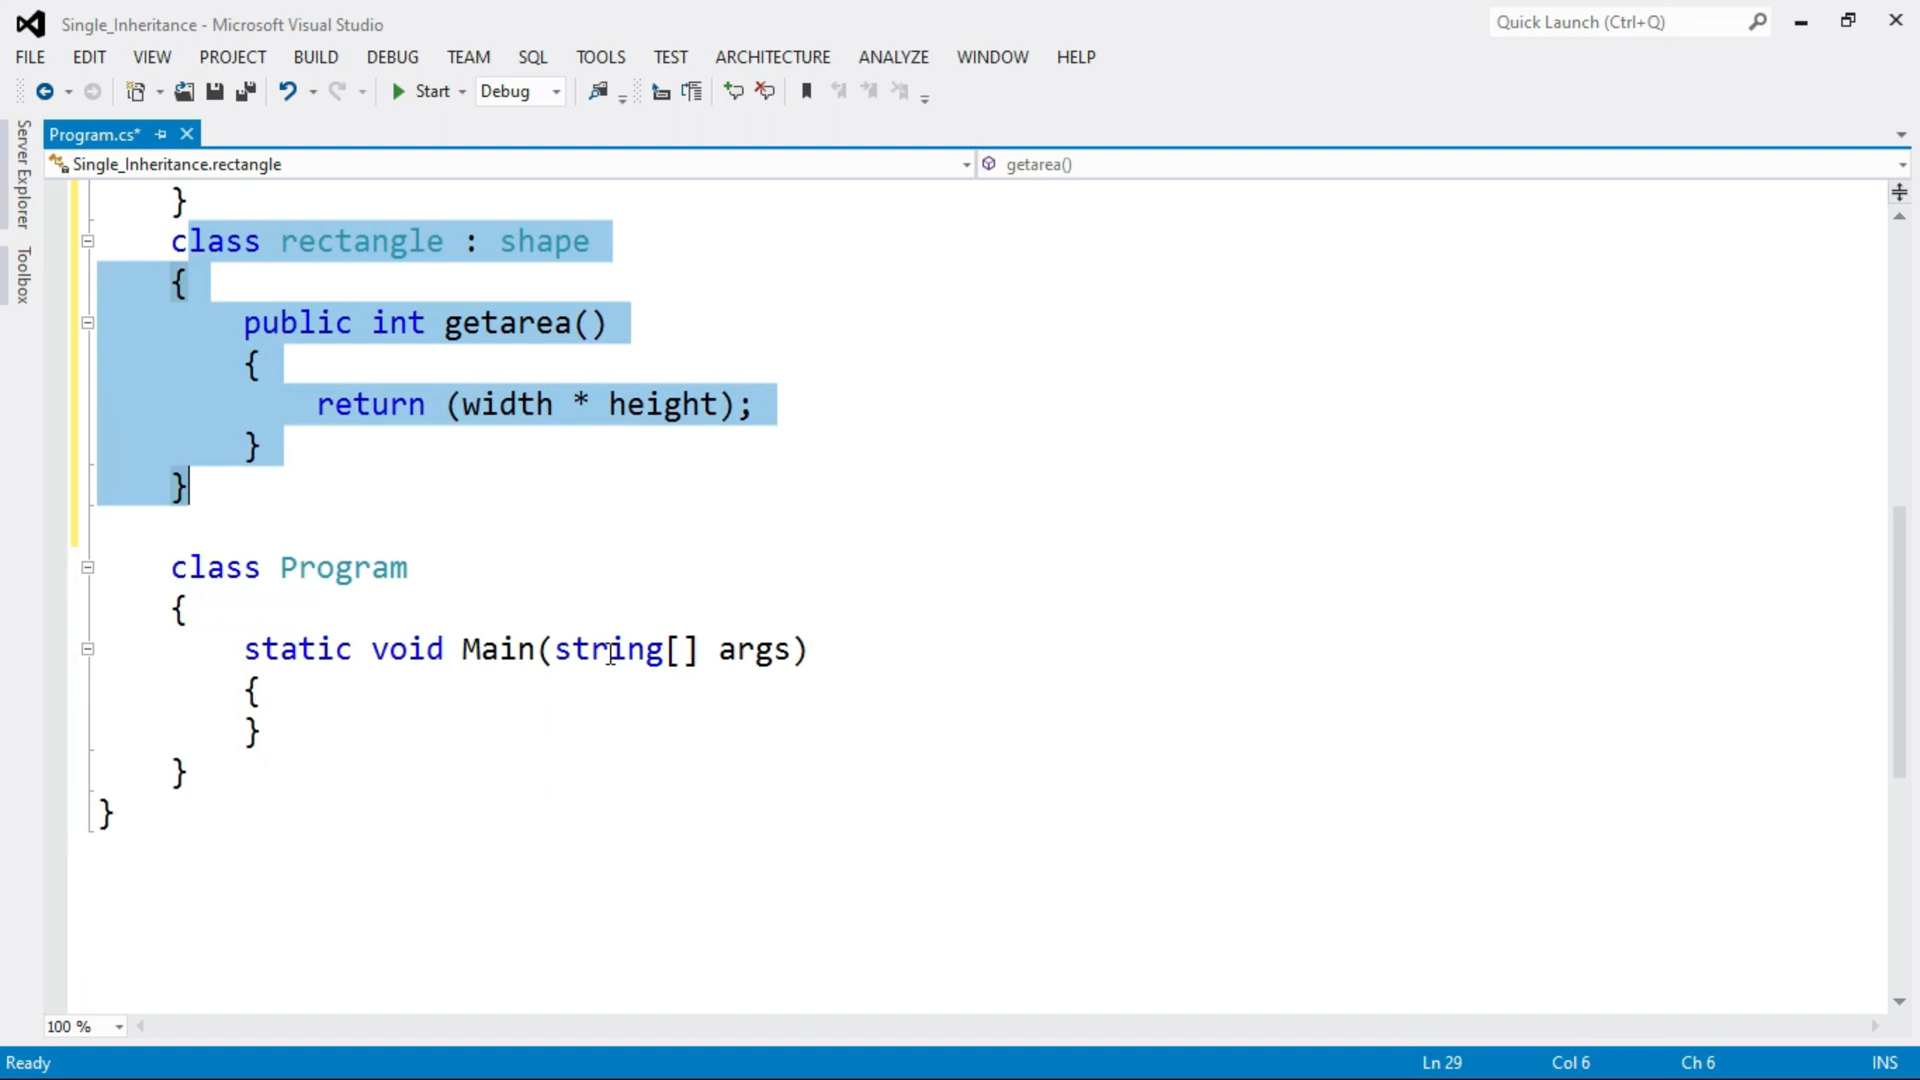 Single_Inheritance - Microsoft Visual Studio
Quick Launch (Ctrl+Q)
FILE EDIT VIEW PROJECT BUILD DEBUG TEAM SQL TOOLS TEST ARCHITECTURE ANALYZE WINDOW HELP
Start Debug
Server Explorer
Toolbox
Program.cs*
Single_Inheritance.rectangle
getarea()
}
class rectangle : shape
{
public int getarea()
{
return (width * height);
}
}
class Program
{
static void Main(string[] args)
{
}
}
}
100 %
Ready
Ln 29 Col 6 Ch 6 INS